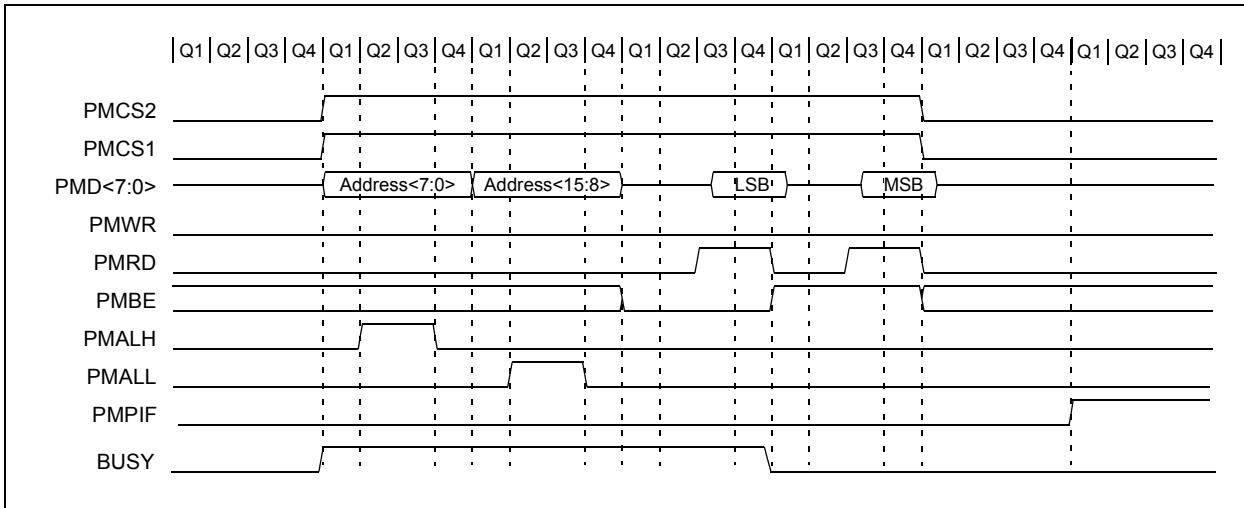 Q1 Q2 Q3 Q4 Q1 Q2 Q3 Q4 Q1 Q2 Q3 Q4 Q1 Q2 Q3 Q4 Q1 Q2 Q3 Q4 Q1 Q2 Q3 Q4 Q1 Q2 Q3 Q4
PMCS2
PMCS1
PMD<7:0> Address<7:0> Address<15:8> LSB MSB
PMWR
PMRD
PMBE
PMALH
PMALL
PMPIF
BUSY